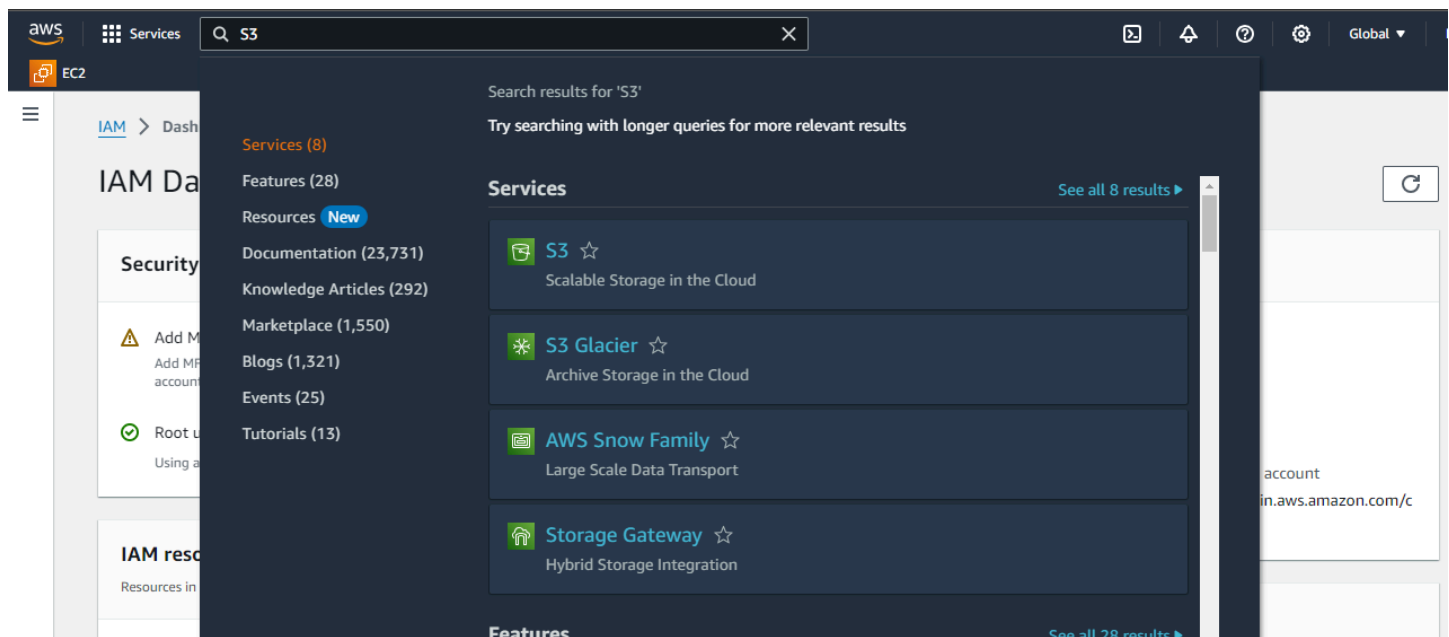 aws
Services
S3
Global
EC2
IAM
IAM
Security
Add
Add
account
Root
Using
IAM
Resources in
Services (8)
Features (28)
Resources New
Documentation (23,731)
Knowledge Articles (292)
Marketplace (1,550)
Blogs (1,321)
Events (25)
Tutorials (13)
Search results for 'S3'
Try searching with longer queries for more relevant results
Services
See all 8 results
S3
Scalable Storage in the Cloud
S3 Glacier
Archive Storage in the Cloud
AWS Snow Family
Large Scale Data Transport
Storage Gateway
Hybrid Storage Integration
Features
See all 28 results
account
in.aws.amazon.com/c